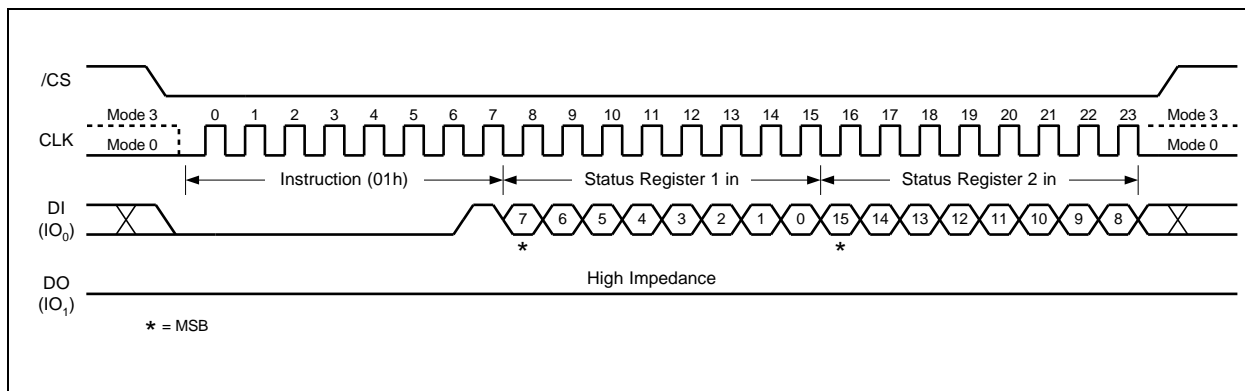 /CS
Mode 3 0 1 2 3 4 5 6 7 8 9 10 11 12 13 14 15 16 17 18 19 20 21 22 23 Mode 3
CLK
Mode 0 Mode 0
Instruction (01h) Status Register 1 in Status Register 2 in
DI
(IO0) 7 6 5 4 3 2 1 0 15 14 13 12 11 10 9 8
* *
High Impedance
DO
(IO1)
* = MSB